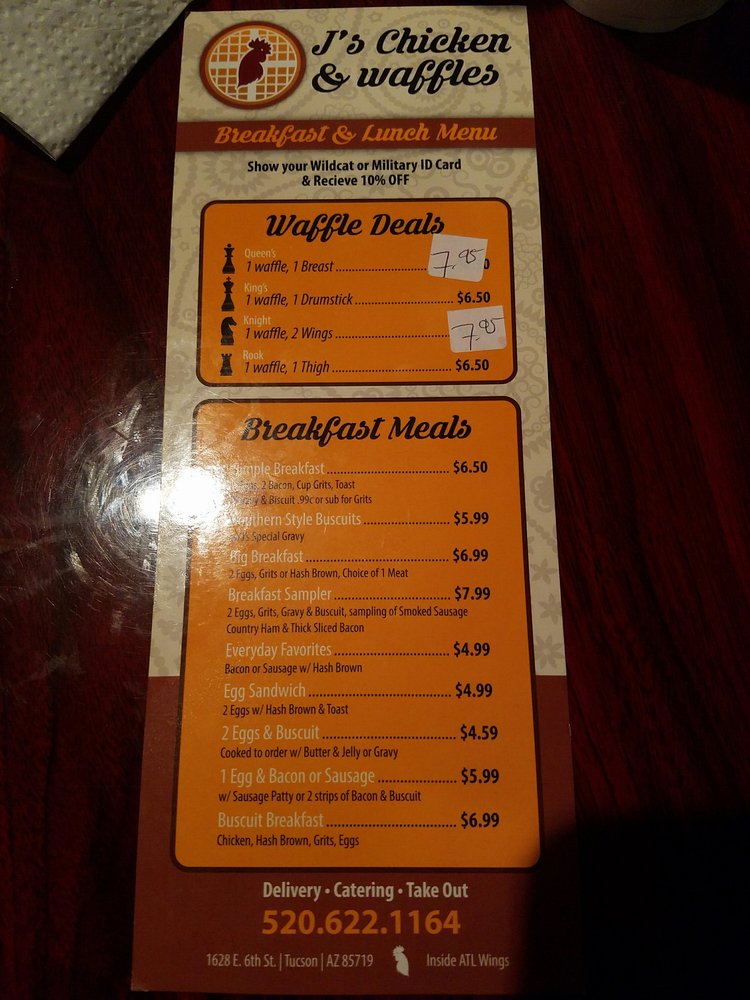 J's Chicken
& waffles
Breakfast & Lunch Menu
Show your Wildcat or Military ID Card
& Recieve 10% OFF
Waffle Deals
Queen's
1 waffle, 1 Breast ........................ 7.95
King's
1 waffle, 1 Drumstick ........................ $6.50
Knight
1 waffle, 2 Wings ........................ 7.95
Rook
1 waffle, 1 Thigh ........................ $6.50
Breakfast Meals
Simple Breakfast ........................ $6.50
2 Bacon, Cup Grits, Toast
& Biscuit .99c or sub for Grits
Southern Style Buscuits ........................ $5.99
Special Gravy
Big Breakfast ........................ $6.99
2 Eggs, Grits or Hash Brown, Choice of 1 Meat
Breakfast Sampler ........................ $7.99
2 Eggs, Grits, Gravy & Buscuit, sampling of Smoked Sausage
Country Ham & Thick Sliced Bacon
Everyday Favorites ........................ $4.99
Bacon or Sausage w/ Hash Brown
Egg Sandwich ........................ $4.99
2 Eggs w/ Hash Brown & Toast
2 Eggs & Buscuit ........................ $4.59
Cooked to order w/ Butter & Jelly or Gravy
1 Egg & Bacon or Sausage ........................ $5.99
w/ Sausage Patty or 2 strips of Bacon & Buscuit
Buscuit Breakfast ........................ $6.99
Chicken, Hash Brown, Grits, Eggs
Delivery • Catering • Take Out
520.622.1164
1628 E. 6th St. | Tucson | AZ 85719 Inside ATL Wings